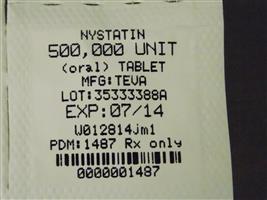 NYSTATIN
500,000 UNIT
(oral) TABLET
MFG:TEVA
LOT:35333388A
EXP:07/14
W012814jm1
PDM:1487 Rx only
0000001487